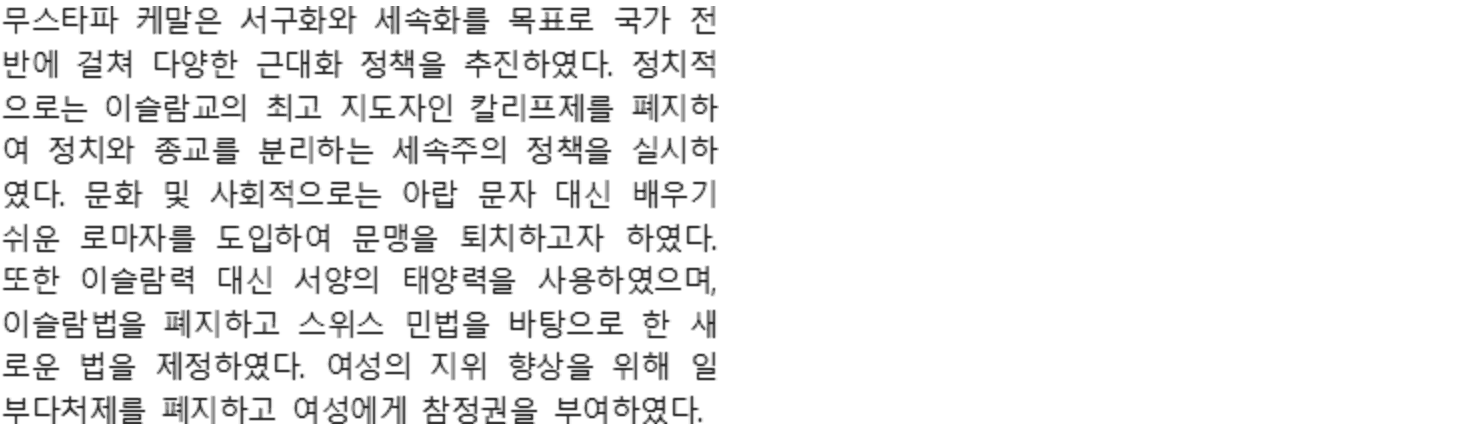 무스타파 케말은 서구화와 세속화를 목표로 국가 전
반에 걸쳐 다양한 근대화 정책을 추진하였다. 정치적
으로는 이슬람교의 최고 지도자인 칼리프제를 폐지하
여 정치와 종교를 분리하는 세속주의 정책을 실시하
였다. 문화 및 사회적으로는 아랍 문자 대신 배우기
쉬운 로마자를 도입하여 문맹을 퇴치하고자 하였다.
또한 이슬람력 대신 서양의 태양력을 사용하였으며,
이슬람법을 폐지하고 스위스 민법을 바탕으로 한 새
로운 법을 제정하였다. 여성의 지위 향상을 위해 일
부다처제를 폐지하고 여성에게 참정권을 부여하였다.